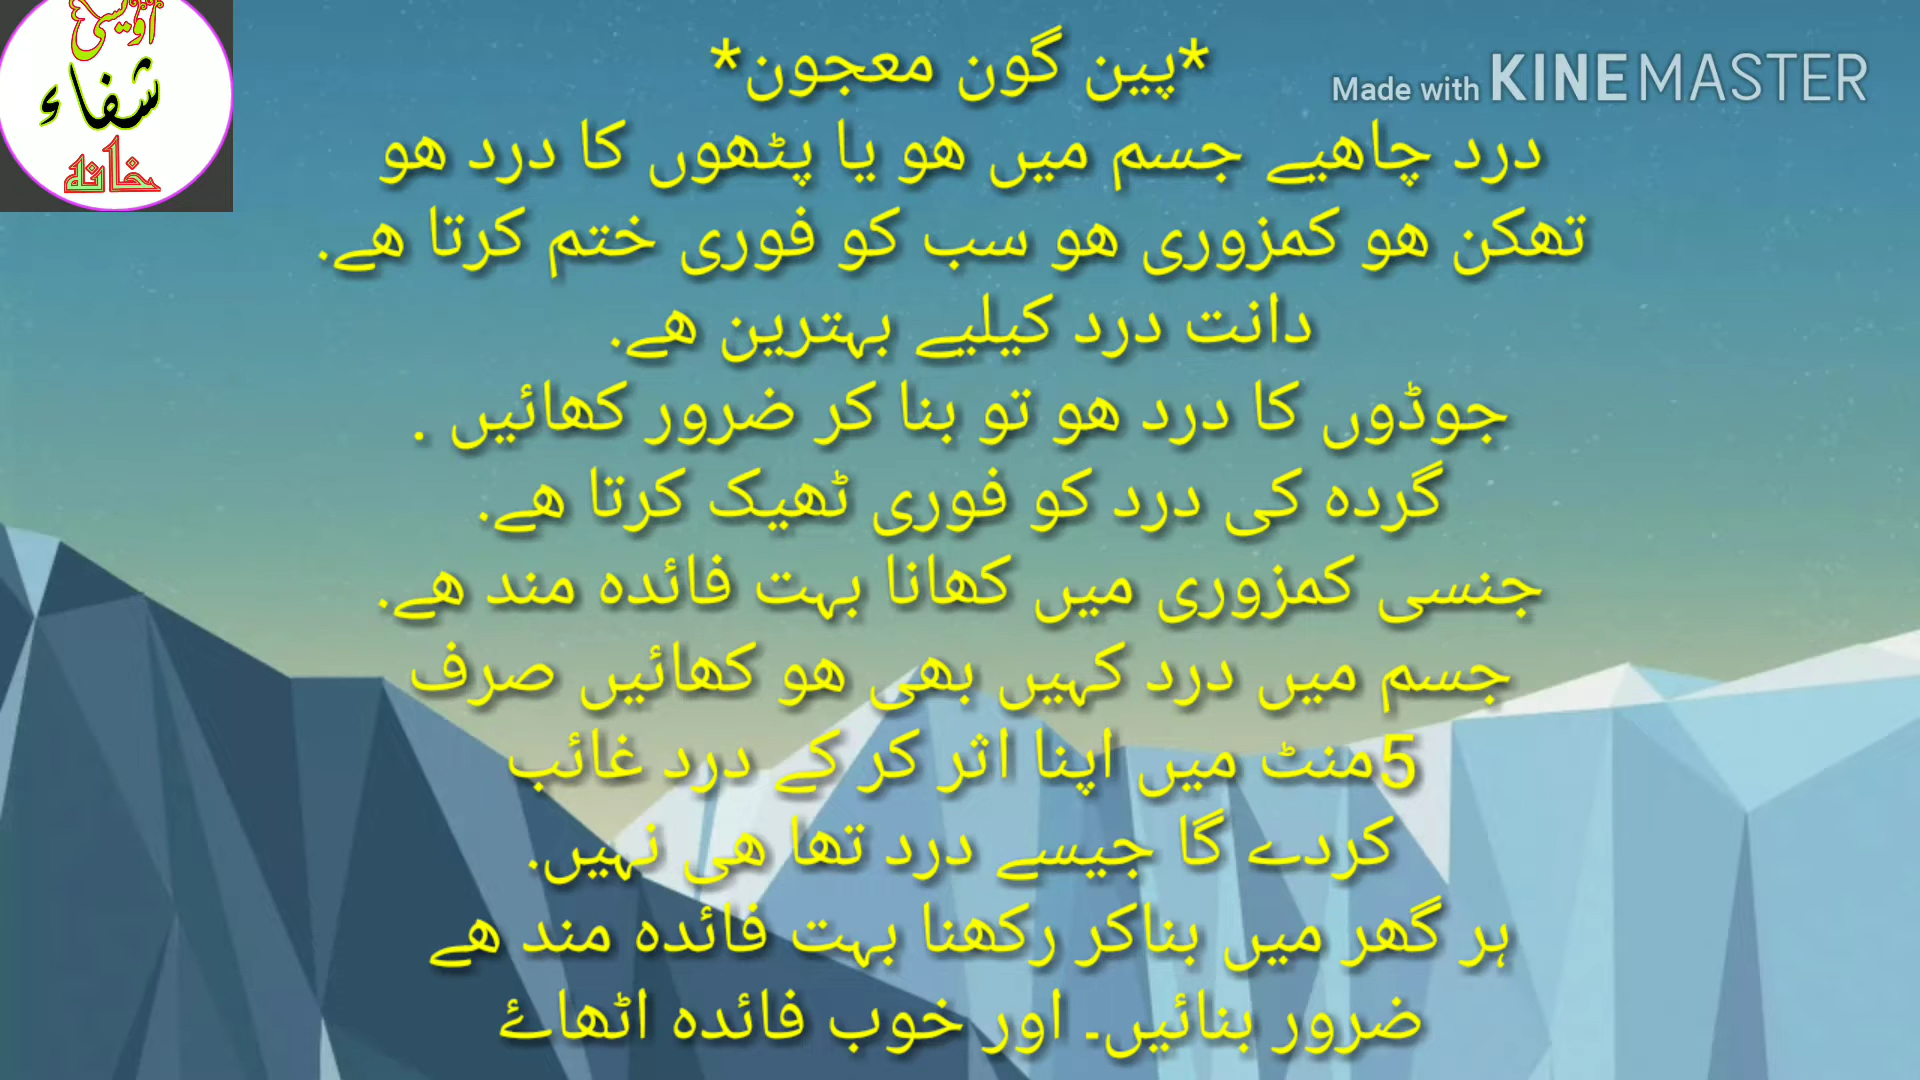 اویسی
شفاء
خانہ
Made with KINEMASTER
*پین گون معجون*
درد چاھیے جسم میں ھو یا پٹھوں کا درد ھو
تھکن ھو کمزوری ھو سب کو فوری ختم کرتا ھے.
دانت درد کیلیے بہترین ھے.
جوڈوں کا درد ھو تو بنا کر ضرور کھائیں .
گردہ کی درد کو فوری ٹھیک کرتا ھے.
جنسی کمزوری میں کھانا بہت فائدہ مند ھے.
جسم میں درد کہیں بھی ھو کھائیں صرف
5منٹ میں اپنا اثر کر کے درد غائب
کردے گا جیسے درد تھا ھی نہیں.
ہر گھر میں بناکر رکھنا بہت فائدہ مند ھے
ضرور بنائیں۔ اور خوب فائدہ اٹھاۓ